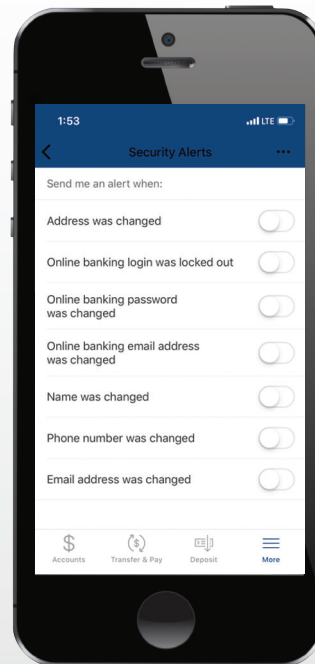 1:53
LTE
Security Alerts
Send me an alert when:
Address was changed
Online banking login was locked out
Online banking password
was changed
Online banking email address
was changed
Name was changed
Phone number was changed
Email address was changed
Accounts
Transfer & Pay
Deposit
More